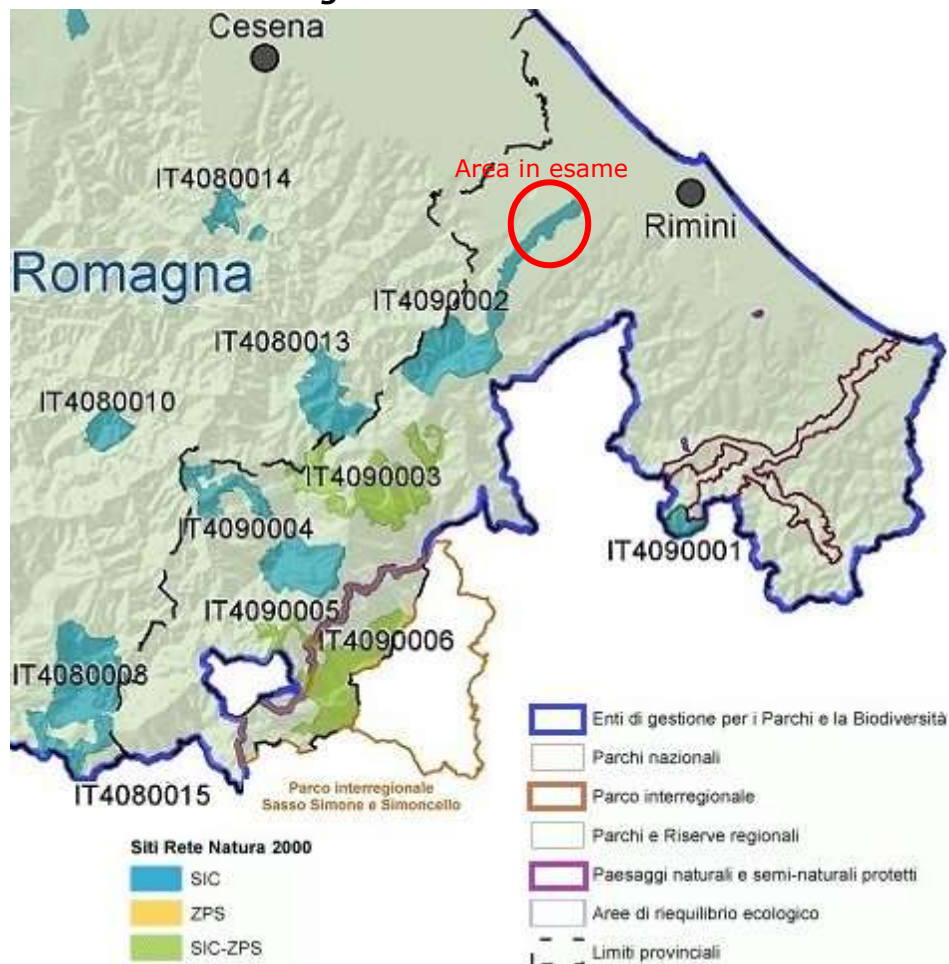 Cesena
Area in esame
IT4080014
Rimini
Romagna
IT4090002
IT4080013
IT4080010
IT4090003
IT4090004
IT4090001
IT4090005
IT4090006
IT4080008
IT4080015
Parco interregionale
Sasso Simone e Simoncello
Siti Rete Natura 2000
SIC
ZPS
SIC-ZPS
Enti di gestione per i Parchi e la Biodiversità
Parchi nazionali
Parco interregionale
Parchi e Riserve regionali
Paesaggi naturali e semi-naturali protetti
Aree di riequilibrio ecologico
Limiti provinciali